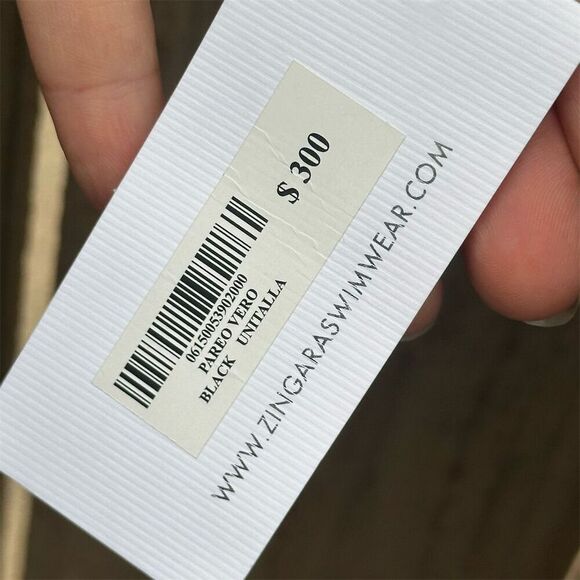 $ 300
06150053902000
PAREO VERO
BLACK UNITALLA
WWW.ZINGARASWIMWEAR.COM